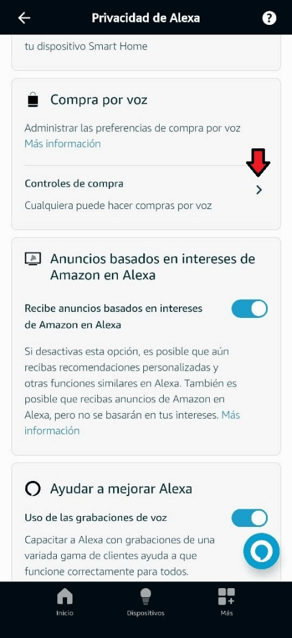 Privacidad de Alexa
?
tu dispositivo Smart Home
Compra por voz
Administrar las preferencias de compra por voz
Más información
Controles de compra
Cualquiera puede hacer compras por voz
Anuncios basados en intereses de
Amazon en Alexa
Recibe anuncios basados en intereses
de Amazon en Alexa
Si desactivas esta opción, es posible que aún
recibas recomendaciones personalizadas y
otras funciones similares en Alexa. También es
posible que recibas anuncios de Amazon en
Alexa, pero no se basarán en tus intereses. Más
información
Ayudar a mejorar Alexa
Uso de las grabaciones de voz
Capacitar a Alexa con grabaciones de una
variada gama de clientes ayuda a que
funcione correctamente para todos.
Inicio
Dispositivos
Más